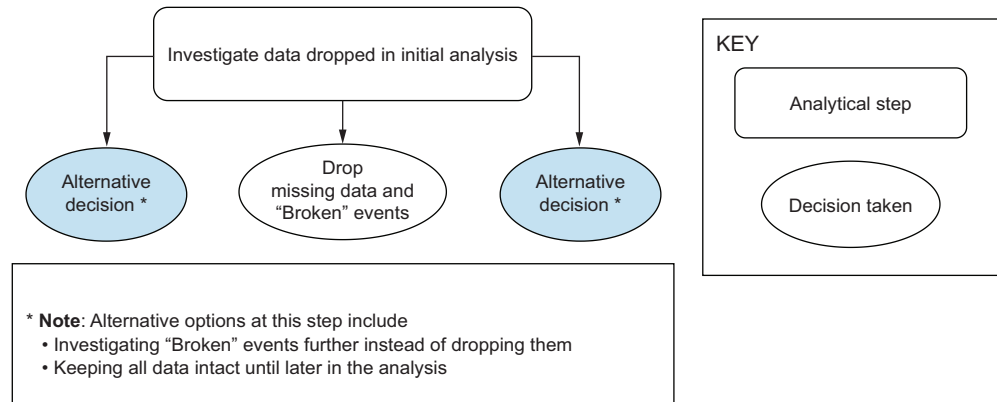 Investigate data dropped in initial analysis
Alternative
decision *
Drop
missing data and
“Broken” events
Alternative
decision *
KEY
Analytical step
Decision taken
* Note: Alternative options at this step include
• Investigating “Broken” events further instead of dropping them
• Keeping all data intact until later in the analysis